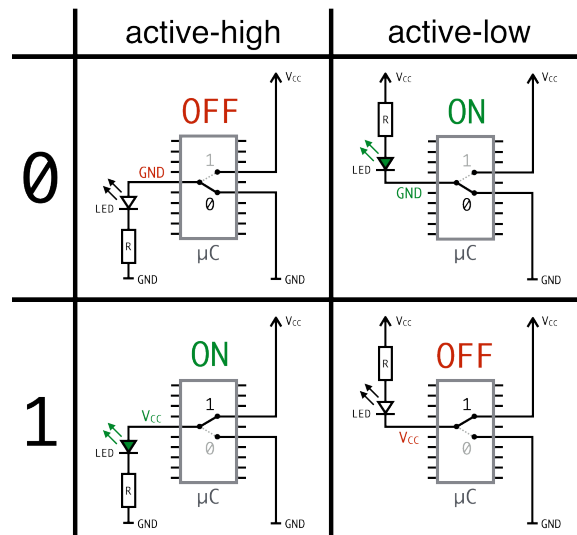 active-high
active-low
0
OFF
VCC
GND
1
0
LED
R
GND
µC
GND
VCC
R
ON
VCC
LED
GND
1
0
µC
GND
1
ON
VCC
VCC
1
0
LED
R
GND
µC
GND
VCC
R
OFF
VCC
LED
VCC
1
0
µC
GND